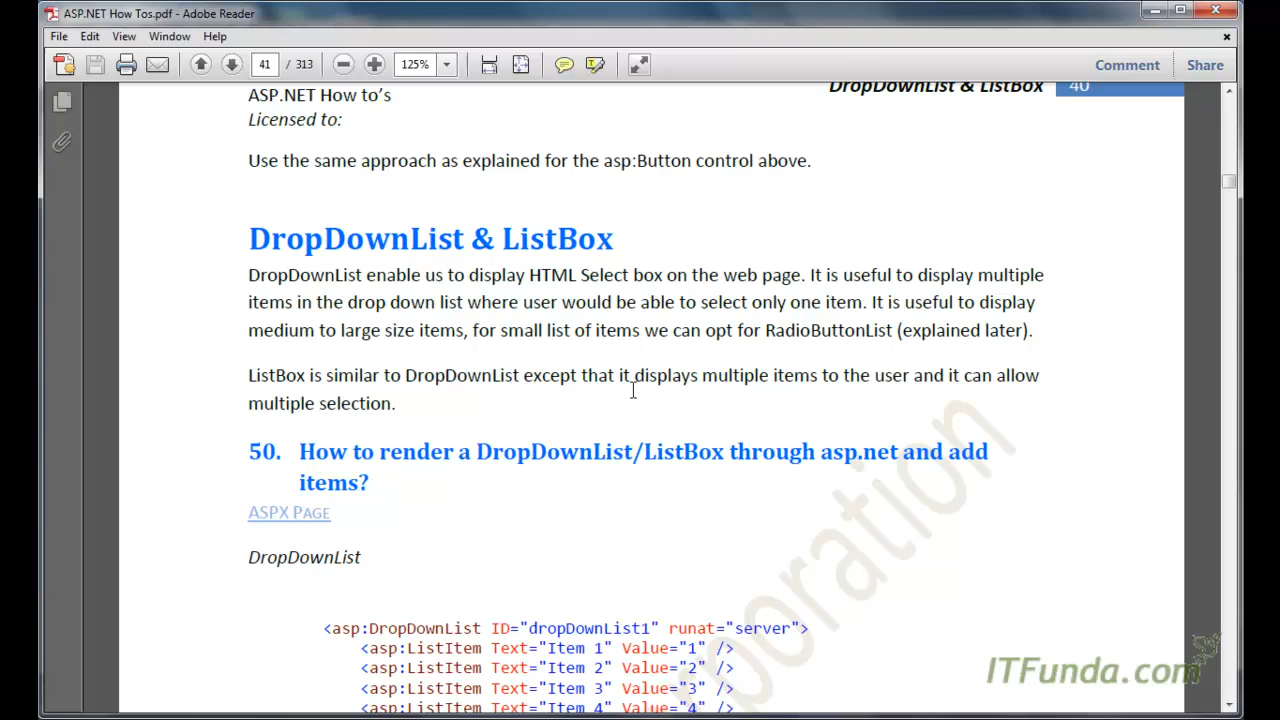 ASP.NET How Tos.pdf - Adobe Reader
File Edit View Window Help
41 / 313 125% Comment Share
ASP.NET How to's DropDownList & ListBox 40
Licensed to:
Use the same approach as explained for the asp:Button control above.
DropDownList & ListBox
DropDownList enable us to display HTML Select box on the web page. It is useful to display multiple
items in the drop down list where user would be able to select only one item. It is useful to display
medium to large size items, for small list of items we can opt for RadioButtonList (explained later).
ListBox is similar to DropDownList except that it displays multiple items to the user and it can allow
multiple selection.
50. How to render a DropDownList/ListBox through asp.net and add
items?
ASPX PAGE
DropDownList
<asp:DropDownList ID="dropDownList1" runat="server">
<asp:ListItem Text="Item 1" Value="1" />
<asp:ListItem Text="Item 2" Value="2" />
<asp:ListItem Text="Item 3" Value="3" />
<asp:ListItem Text="Item 4" Value="4" />
poration
ITFunda.com